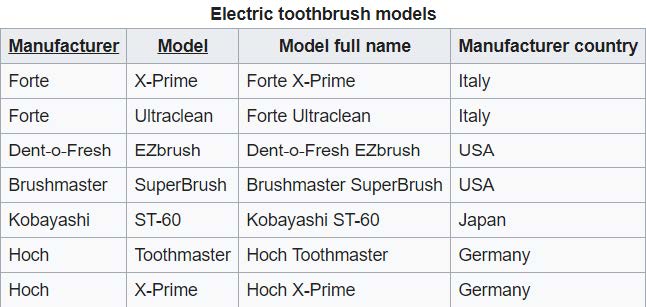 Electric toothbrush models
Manufacturer Model Model full name Manufacturer country
Forte X-Prime Forte X-Prime Italy
Forte Ultraclean Forte Ultraclean Italy
Dent-o-Fresh EZbrush Dent-o-Fresh EZbrush USA
Brushmaster SuperBrush Brushmaster SuperBrush USA
Kobayashi ST-60 Kobayashi ST-60 Japan
Hoch Toothmaster Hoch Toothmaster Germany
Hoch X-Prime Hoch X-Prime Germany